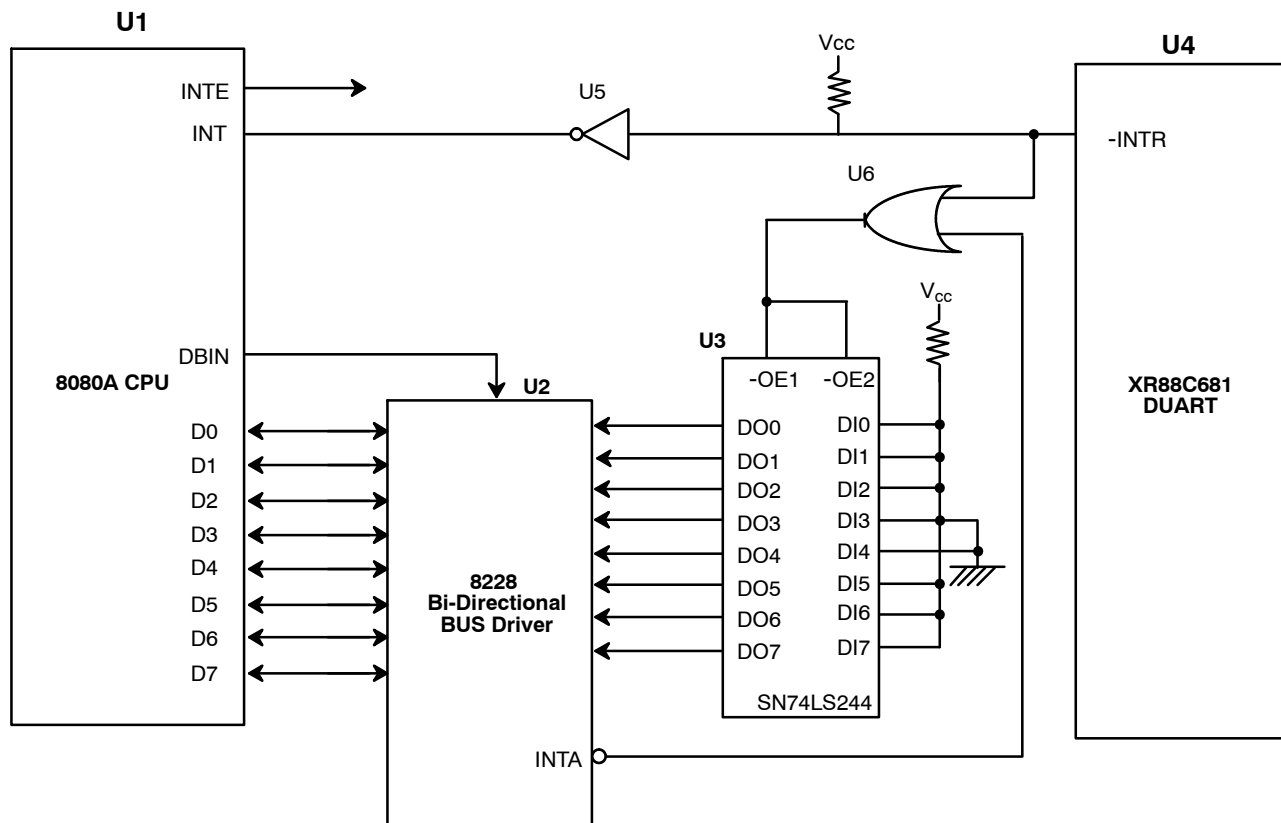 U1
INTE
INT
DBIN
8080A CPU
D0
D1
D2
D3
D4
D5
D6
D7
U5
Vcc
U4
-INTR
U6
XR88C681
DUART
U2
8228
Bi-Directional
BUS Driver
INTA
U3
Vcc
-OE1 -OE2
DO0 DI0
DO1 DI1
DO2 DI2
DO3 DI3
DO4 DI4
DO5 DI5
DO6 DI6
DO7 DI7
SN74LS244